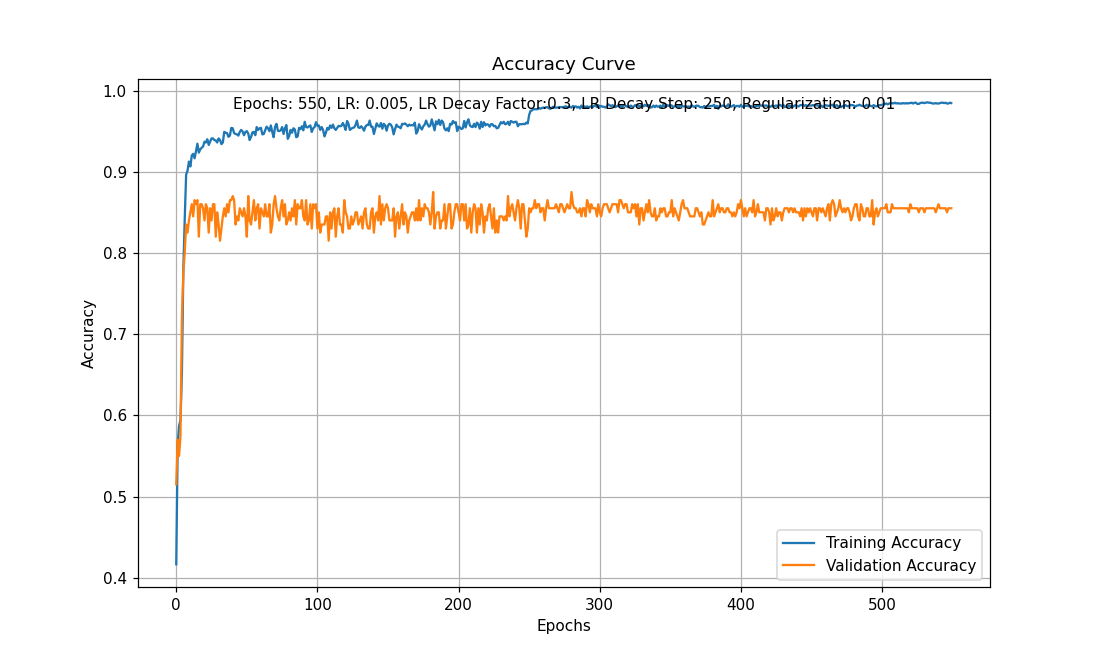 Accuracy Curve
Epochs: 550, LR: 0.005, LR Decay Factor:0.3, LR Decay Step: 250, Regularization: 0.01
1.0
0.9
0.8
0.7
0.6
0.5
0.4
Accuracy
Training Accuracy
Validation Accuracy
0 100 200 300 400 500
Epochs